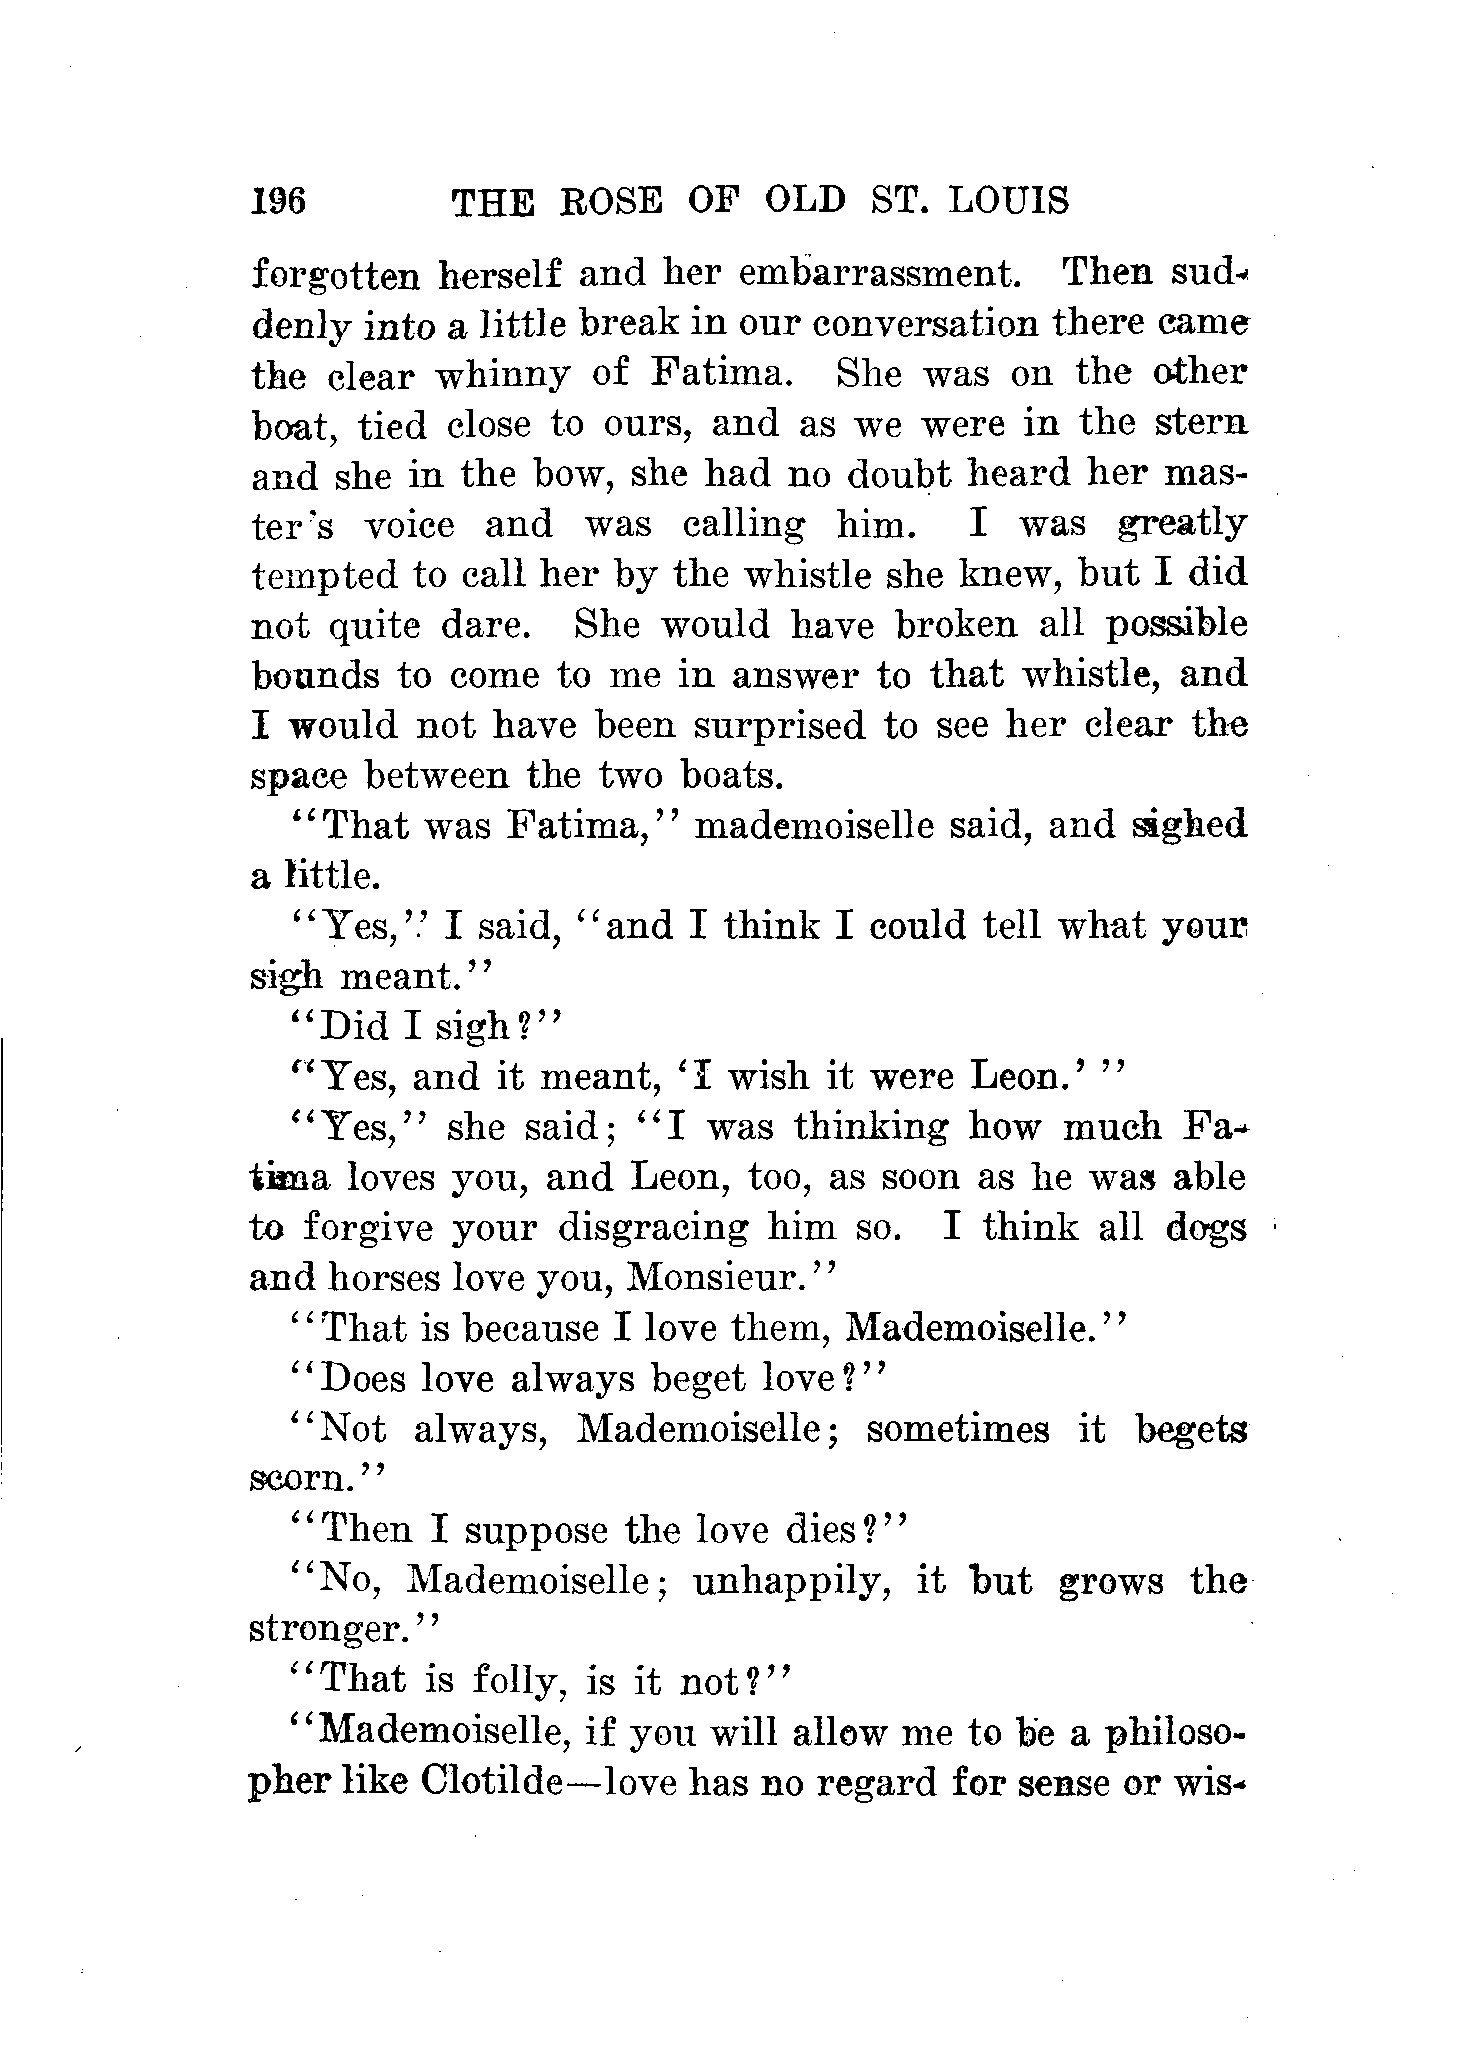 196 THE ROSE OF OLD ST. LOUIS
forgotten herself and her embarrassment. Then sud-
denly into a little break in our conversation there came
the clear whinny of Fatima. She was on the other
boat, tied close to ours, and as we were in the stern
and she in the bow, she had no doubt heard her mas-
ter's voice and was calling him. I was greatly
tempted to call her by the whistle she knew, but I did
not quite dare. She would have broken all possible
bounds to come to me in answer to that whistle, and
I would not have been surprised to see her clear the
space between the two boats.
"That was Fatima," mademoiselle said, and sighed
a little.
"Yes," I said, "and I think I could tell what your
sigh meant."
"Did I sigh?"
"Yes, and it meant, 'I wish it were Leon.' "
"Yes," she said; "I was thinking how much Fa-
tima loves you, and Leon, too, as soon as he was able
to forgive your disgracing him so. I think all dogs
and horses love you, Monsieur."
"That is because I love them, Mademoiselle."
"Does love always beget love?"
"Not always, Mademoiselle; sometimes it begets
scorn."
"Then I suppose the love dies?"
"No, Mademoiselle; unhappily, it but grows the
stronger."
"That is folly, is it not?"
"Mademoiselle, if you will allow me to be a philoso-
pher like Clotilde—love has no regard for sense or wis-